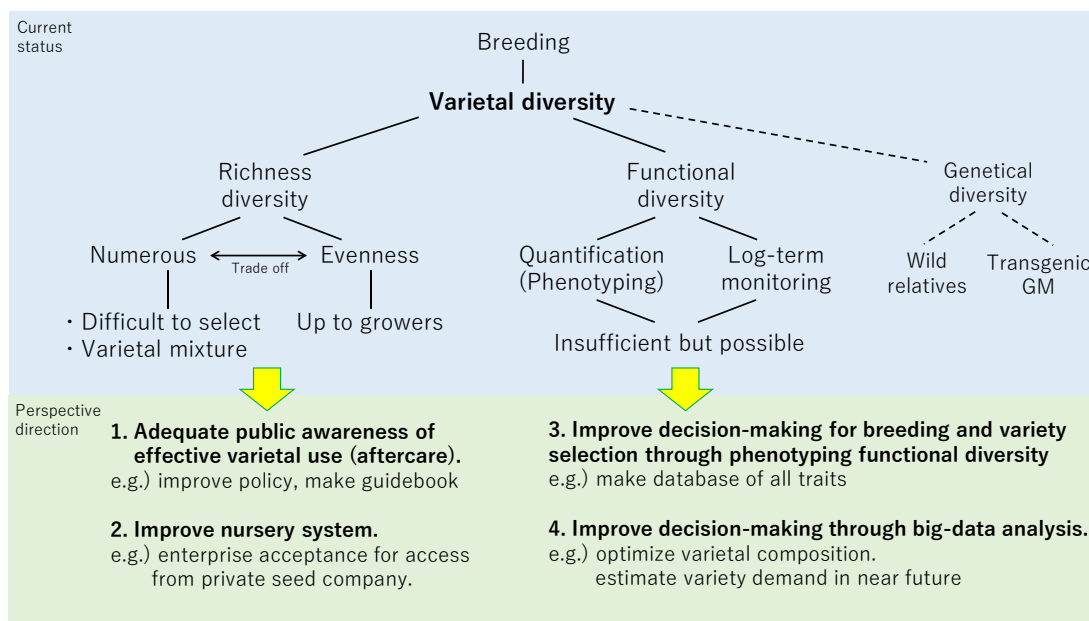 Current
status
Breeding
Varietal diversity
Richness
diversity
Functional
diversity
Genetical
diversity
Numerous
Trade off
Evenness
Quantification
(Phenotyping)
Log-term
monitoring
Wild
relatives
Transgenic
GM
・Difficult to select
・Varietal mixture
Up to growers
Insufficient but possible
Perspective
direction
1. Adequate public awareness of
effective varietal use (aftercare).
e.g.) improve policy, make guidebook
2. Improve nursery system.
e.g.) enterprise acceptance for access
from private seed company.
3. Improve decision-making for breeding and variety
selection through phenotyping functional diversity
e.g.) make database of all traits
4. Improve decision-making through big-data analysis.
e.g.) optimize varietal composition.
estimate variety demand in near future